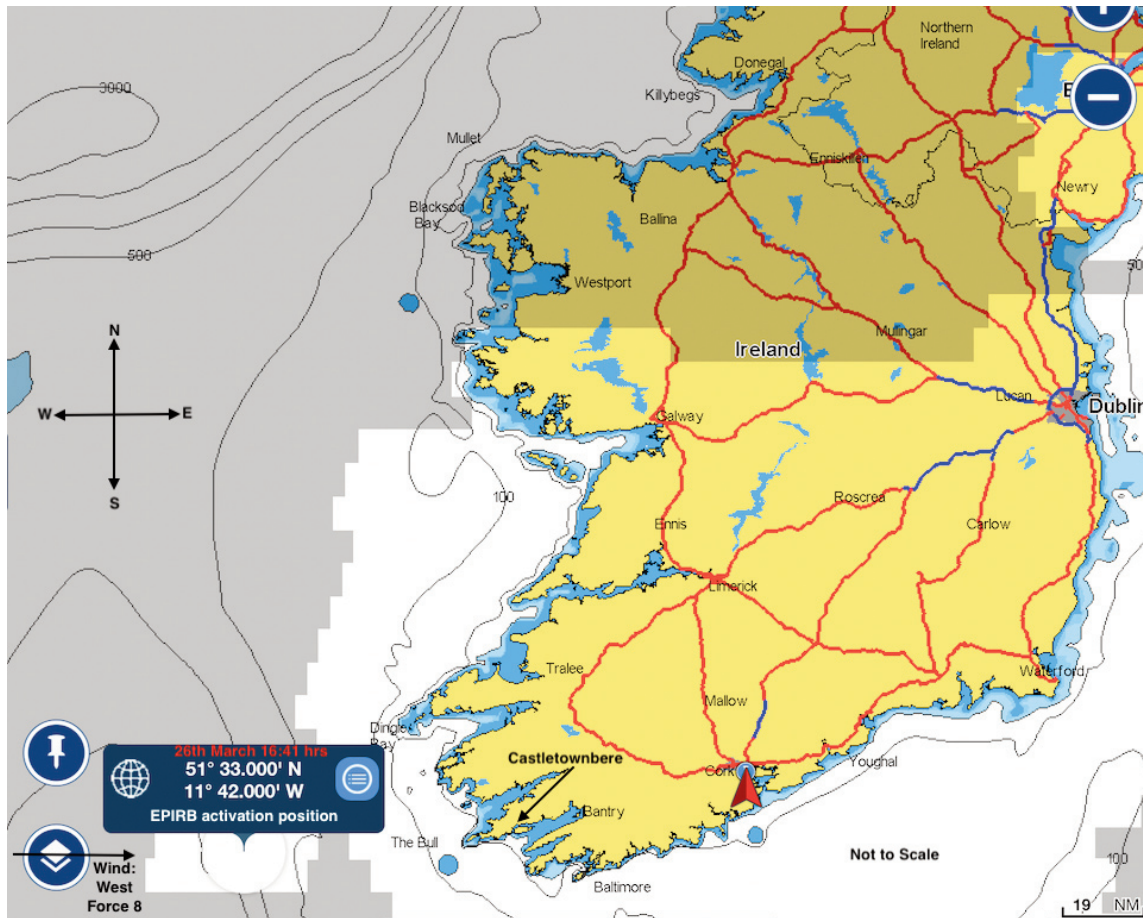 Northern
Ireland
Donegal
3000
Killybegs
E
Mullet
Enniskillen
Newry
Blacksod
Bay
Ballina
500
50
Westport
N
Mulingar
Ireland
W
E
Lucan
Dublin
Galway
S
100
Roscrea
Ennis
Carlow
Limerick
Tralee
Waterford
Mallow
Dingle
Bay
26th March 16:41 hrs
51° 33.000' N
11° 42.000' W
EPIRB activation position
Castletownbere
Cork
Youghal
Bantry
The Bull
Not to Scale
100
Wind:
West
Force 8
Baltimore
19 NM